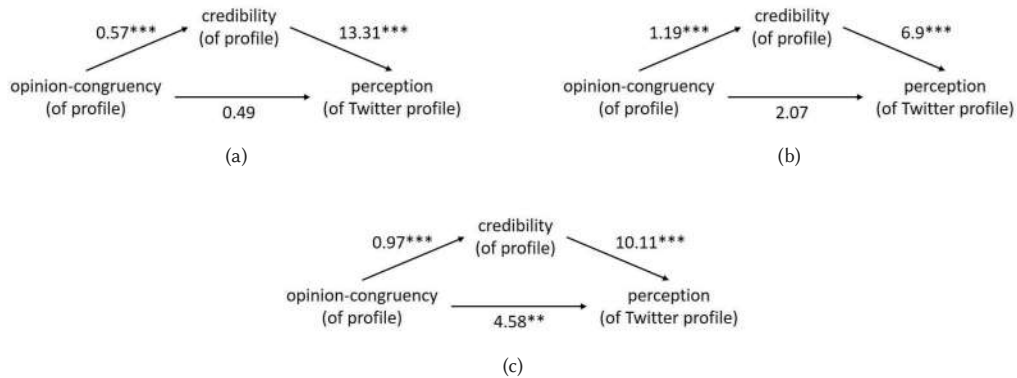 credibility
(of profile)
0.57***
13.31***
opinion-congruency
(of profile)
perception
(of Twitter profile)
0.49
(a)
credibility
(of profile)
1.19***
6.9***
opinion-congruency
(of profile)
perception
(of Twitter profile)
2.07
(b)
credibility
(of profile)
0.97***
10.11***
opinion-congruency
(of profile)
perception
(of Twitter profile)
4.58**
(c)